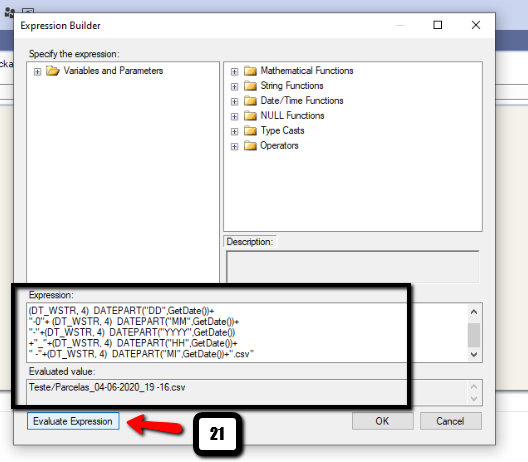 Expression Builder
Specify the expression:
cka
Variables and Parameters
Mathematical Functions
String Functions
Date/Time Functions
NULL Functions
Type Casts
Operators
Description:
Expression:
(DT_WSTR, 4) DATEPART("DD",GetDate())+
"-0"+ (DT_WSTR, 4) DATEPART("MM",GetDate())+
"-"+(DT_WSTR, 4) DATEPART("YYYY",GetDate())
+"_"+(DT_WSTR, 4) DATEPART("HH",GetDate())+
" -"+(DT_WSTR, 4) DATEPART("MI",GetDate())+".csv"
Evaluated value:
Teste/Parcelas_04-06-2020_19 -16.csv
Evaluate Expression
21
OK
Cancel